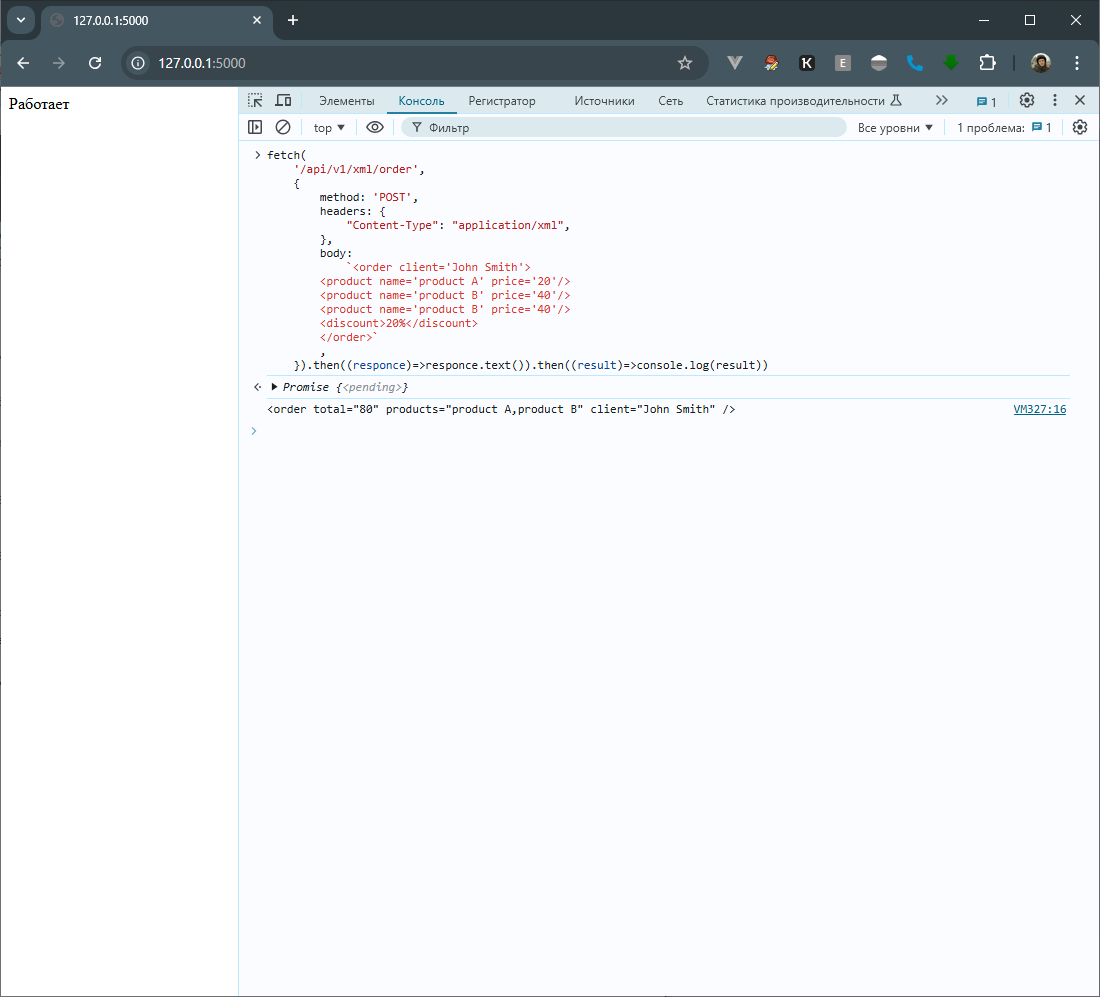 127.0.0.1:5000
127.0.0.1:5000
K
E
Работает
Элементы Консоль Регистратор Источники Сеть Статистика производительности 1
top Фильтр Все уровни 1 проблема: 1
fetch(
'/api/v1/xml/order',
{
method: 'POST',
headers: {
"Content-Type": "application/xml",
},
body:
`<order client='John Smith'>
<product name='product A' price='20'/>
<product name='product B' price='40'/>
<product name='product B' price='40'/>
<discount>20%</discount>
</order>`
,
}).then((responce)=>responce.text()).then((result)=>console.log(result))
Promise {<pending>}
<order total="80" products="product A,product B" client="John Smith" /> VM327:16